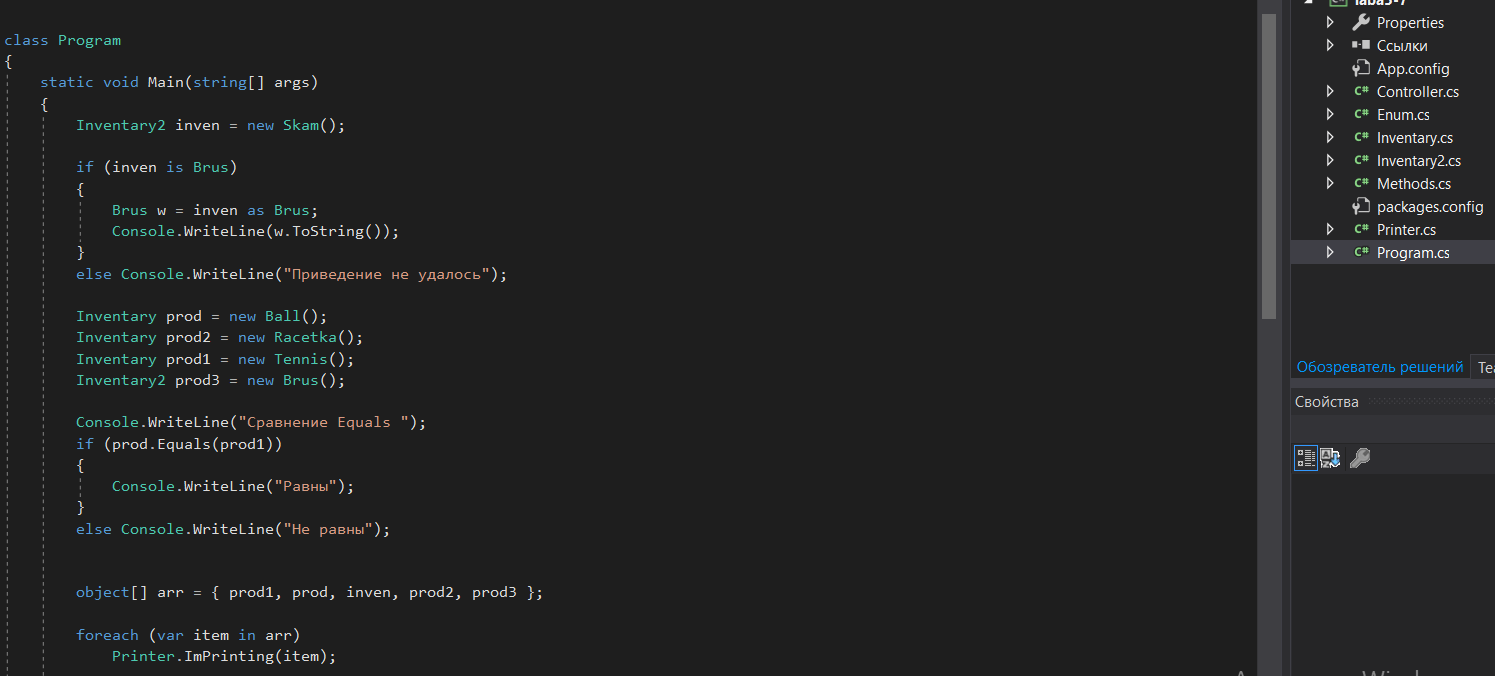 class Program
{
static void Main(string[] args)
{
Inventary2 inven = new Skam();
if (inven is Brus)
{
Brus w = inven as Brus;
Console.WriteLine(w.ToString());
}
else Console.WriteLine("Приведение не удалось");
Inventary prod = new Ball();
Inventary prod2 = new Racetka();
Inventary prod1 = new Tennis();
Inventary2 prod3 = new Brus();
Console.WriteLine("Сравнение Equals ");
if (prod.Equals(prod1))
{
Console.WriteLine("Равны");
}
else Console.WriteLine("Не равны");
object[] arr = { prod1, prod, inven, prod2, prod3 };
foreach (var item in arr)
Printer.ImPrinting(item);
Properties
Ссылки
App.config
Controller.cs
Enum.cs
Inventary.cs
Inventary2.cs
Methods.cs
packages.config
Printer.cs
Program.cs
Обозреватель решений
Свойства